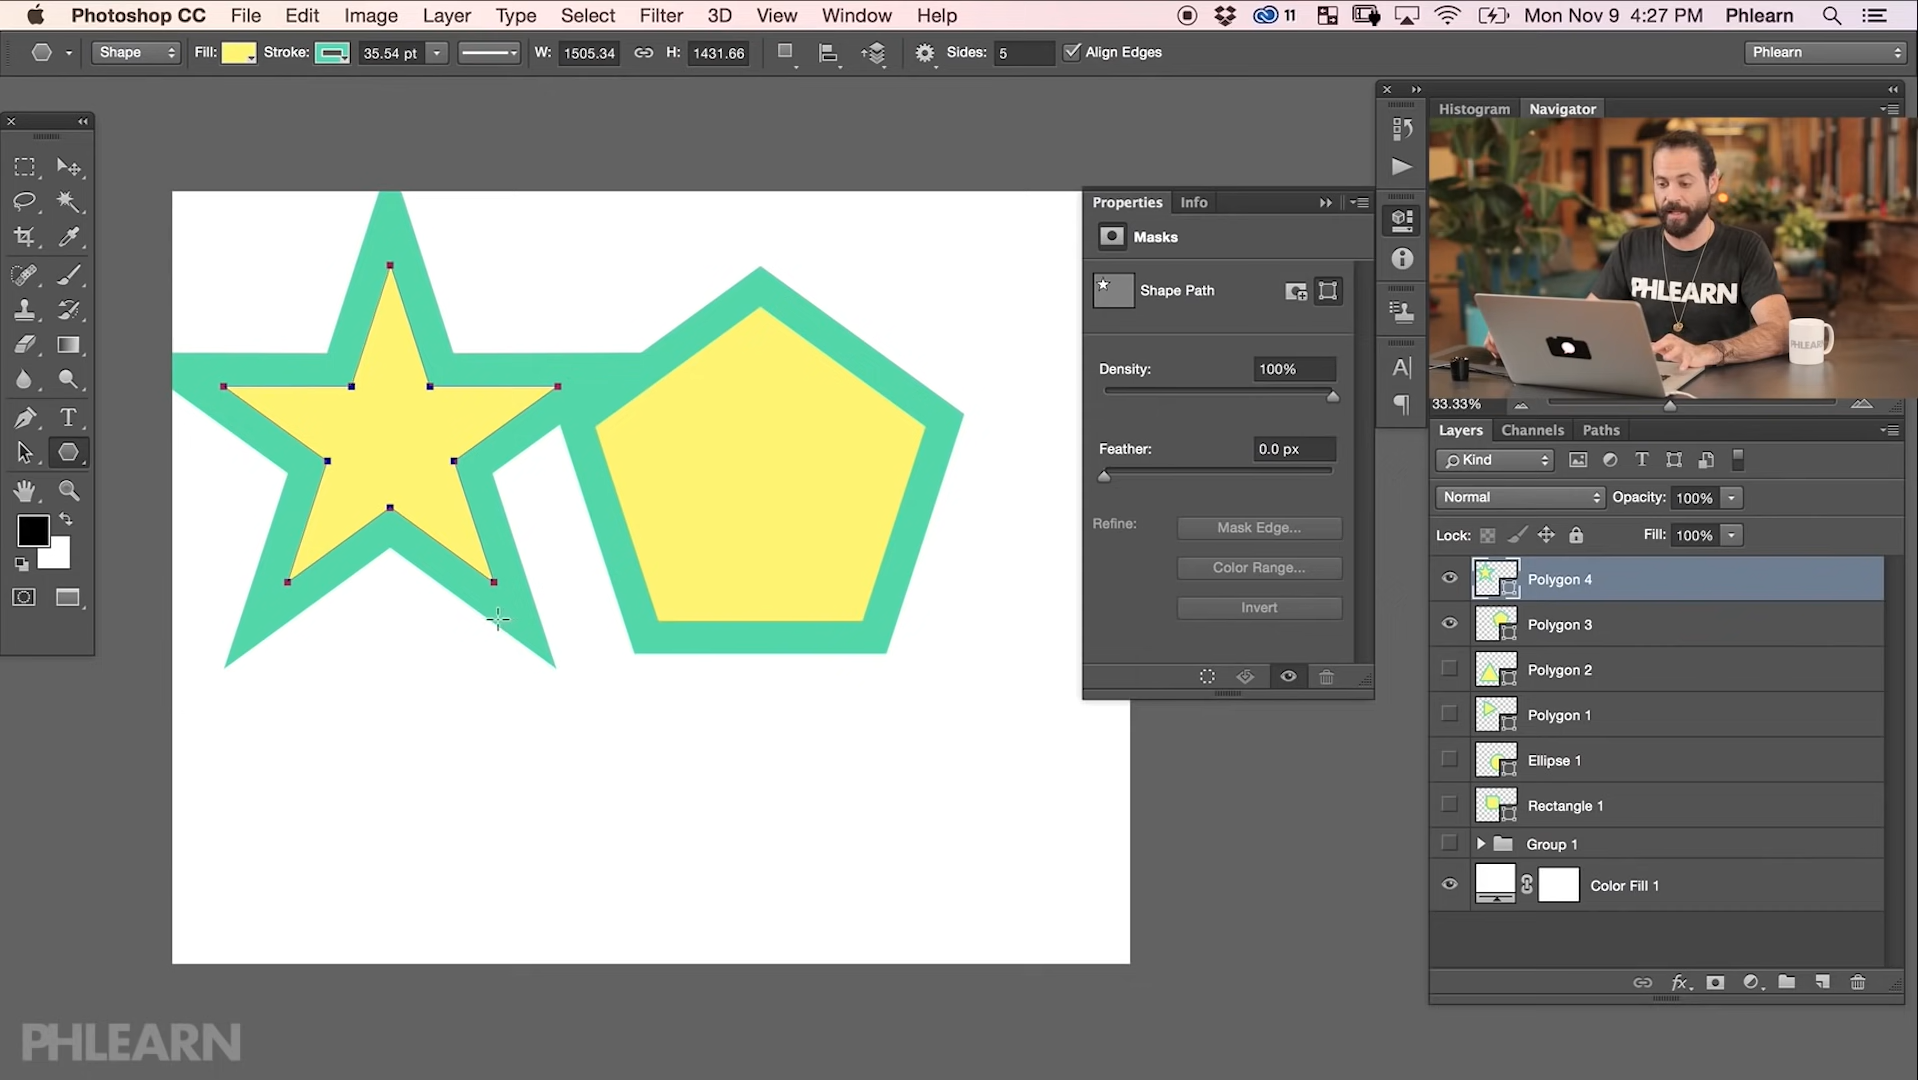 Photoshop CC File Edit Image Layer Type Select Filter 3D View Window Help 11 Mon Nov 9 4:27 PM Phlearn
Shape Fill: Stroke: 35.54 pt W: 1505.34 H: 1431.66 Sides: 5 Align Edges Phlearn
Histogram Navigator
PHLEARN
PHLEARN
33.33%
Properties Info
Masks
Shape Path
Density: 100%
Feather: 0.0 px
Refine: Mask Edge...
Color Range...
Invert
Layers Channels Paths
Kind
Normal Opacity: 100%
Lock: Fill: 100%
Polygon 4
Polygon 3
Polygon 2
Polygon 1
Ellipse 1
Rectangle 1
Group 1
Color Fill 1
fx
PHLEARN